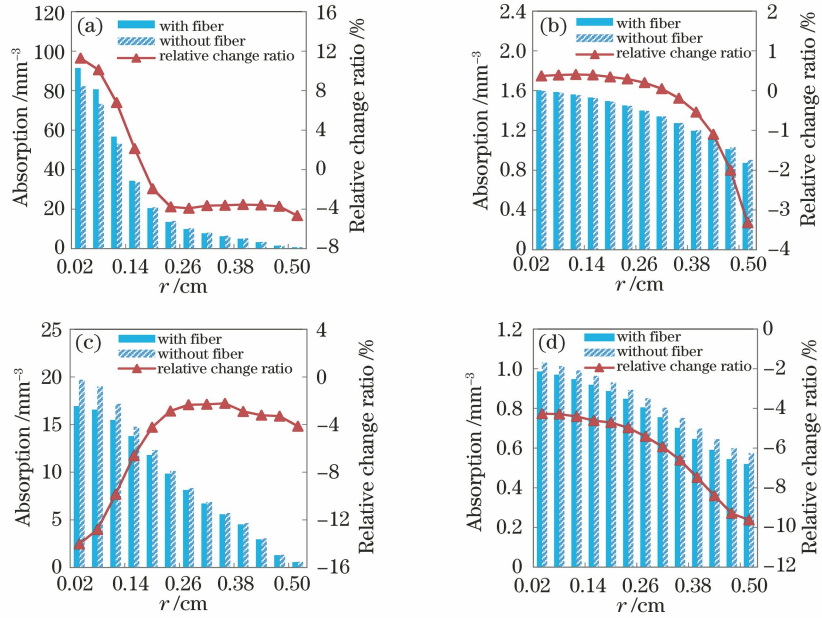 (a)
with fiber
without fiber
relative change ratio
120
100
80
60
40
20
0
16
12
8
4
0
−4
−8
0.02 0.14 0.26 0.38 0.50
r /cm
Absorption /mm⁻³
Relative change ratio /%
(b)
with fiber
without fiber
relative change ratio
2.4
2.0
1.6
1.2
0.8
0.4
0
2
1
0
−1
−2
−3
−4
0.02 0.14 0.26 0.38 0.50
r /cm
Absorption /mm⁻³
Relative change ratio /%
(c)
with fiber
without fiber
relative change ratio
25
20
15
10
5
0
4
0
−4
−8
−12
−16
0.02 0.14 0.26 0.38 0.50
r /cm
Absorption /mm⁻³
Relative change ratio /%
(d)
with fiber
without fiber
relative change ratio
1.2
1.0
0.8
0.6
0.4
0.2
0
0
−2
−4
−6
−8
−10
−12
0.02 0.14 0.26 0.38 0.50
r /cm
Absorption /mm⁻³
Relative change ratio /%